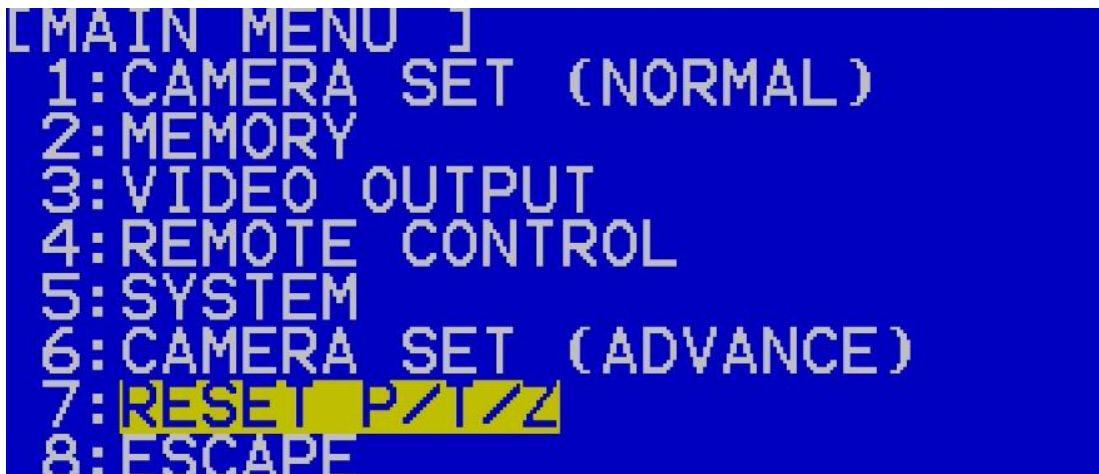 [MAIN MENU ]
1:CAMERA SET (NORMAL)
2:MEMORY
3:VIDEO OUTPUT
4:REMOTE CONTROL
5:SYSTEM
6:CAMERA SET (ADVANCE)
7:RESET P/T/Z
8:ESCAPE